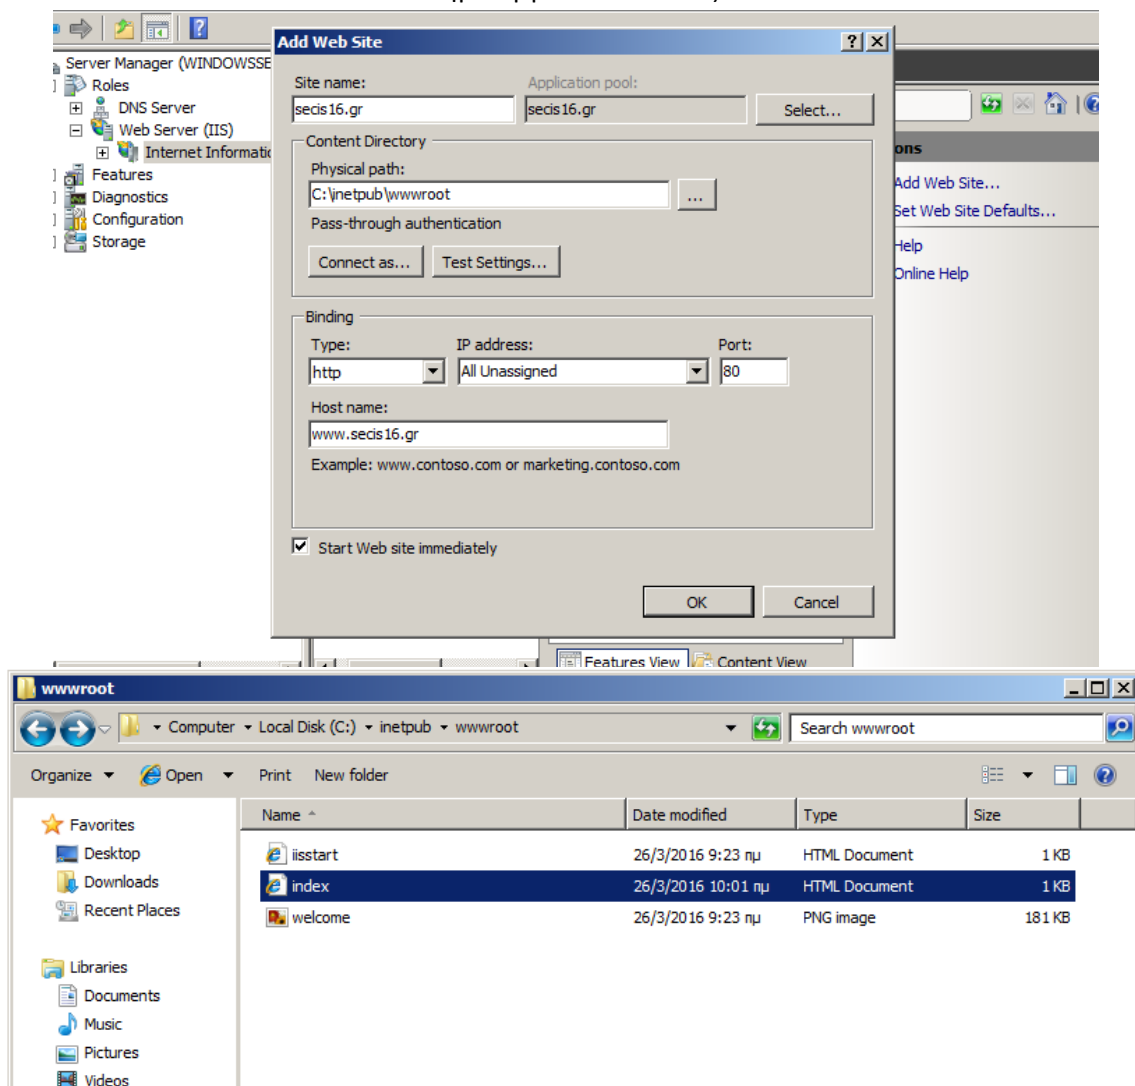 Add Web Site
Server Manager (WINDOWSSE
Roles
DNS Server
Web Server (IIS)
Internet Informatic
Features
Diagnostics
Configuration
Storage
Site name:
Application pool:
secis16.gr
secis16.gr
Select...
Content Directory
Physical path:
C:\inetpub\wwwroot
...
Pass-through authentication
Connect as...
Test Settings...
Binding
Type:
IP address:
Port:
http
All Unassigned
80
Host name:
www.secis16.gr
Example: www.contoso.com or marketing.contoso.com
Start Web site immediately
OK
Cancel
ons
Add Web Site...
Set Web Site Defaults...
Help
Online Help
Features View
Content View
wwwroot
Computer
Local Disk (C:)
inetpub
wwwroot
Search wwwroot
Organize
Open
Print
New folder
Favorites
Desktop
Downloads
Recent Places
Libraries
Documents
Music
Pictures
Videos
Name
Date modified
Type
Size
iisstart
26/3/2016 9:23 πμ
HTML Document
1 KB
index
26/3/2016 10:01 πμ
HTML Document
1 KB
welcome
26/3/2016 9:23 πμ
PNG image
181 KB